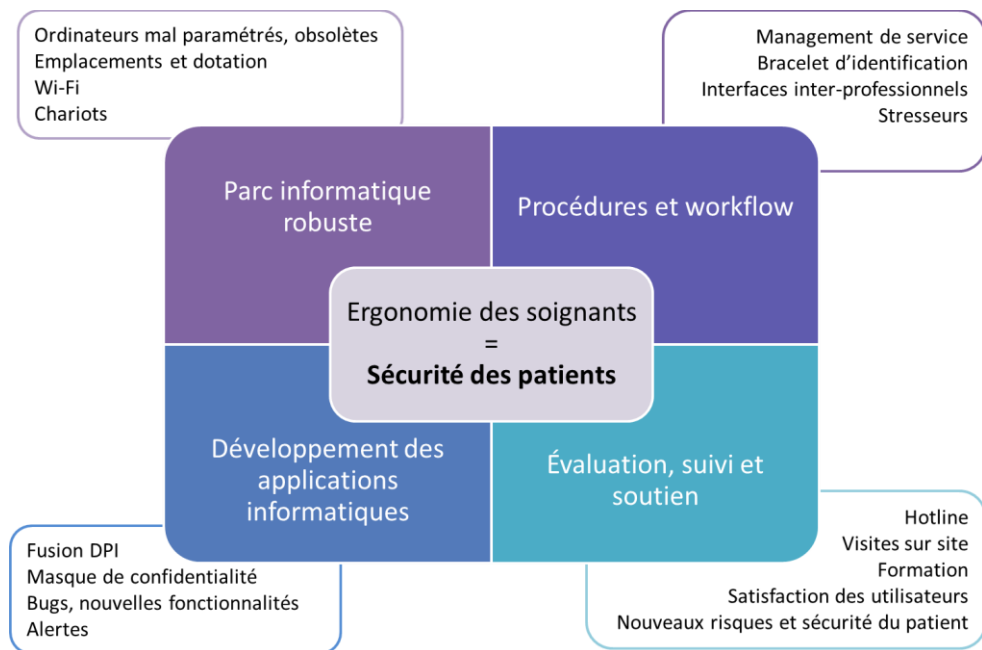 Ordinateurs mal paramétrés, obsolètes
Emplacements et dotation
Wi-Fi
Chariots
Management de service
Bracelet d'identification
Interfaces inter-professionnels
Stresseurs
Parc informatique
robuste
Procédures et workflow
Ergonomie des soignants
=
Sécurité des patients
Développement des
applications
informatiques
Évaluation, suivi et
soutien
Fusion DPI
Masque de confidentialité
Bugs, nouvelles fonctionnalités
Alertes
Hotline
Visites sur site
Formation
Satisfaction des utilisateurs
Nouveaux risques et sécurité du patient